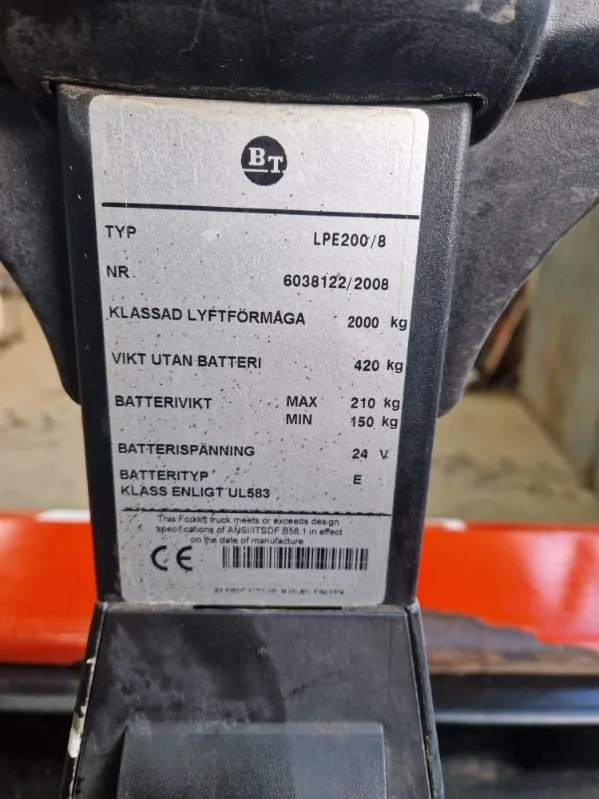 BT
TYP LPE200/8
NR 6038122/2008
KLASSAD LYFTFÖRMÅGA 2000 kg
VIKT UTAN BATTERI 420 kg
BATTERIVIKT MAX 210 kg
MIN 150 kg
BATTERISPÄNNING 24 V
BATTERITYP E
KLASS ENLIGT UL583
This Forklift truck meets or exceeds design
specifications of ANSI/ITSDF B56.1 in effect
on the date of manufacture
CE